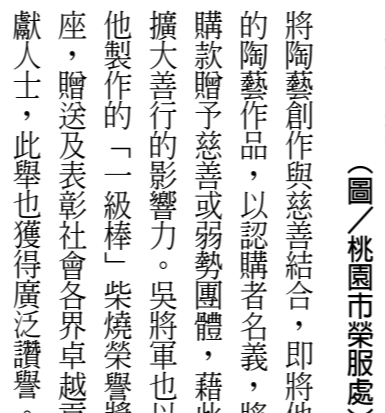 （圖／桃園市榮服處
將陶藝創作與慈善結合，即將他
的陶藝作品，以認購者名義，將
購款贈予慈善或弱勢團體，藉此
擴大善行的影響力。吳將軍也以
他製作的「一級棒」柴燒榮譽獎
座，贈送及表彰社會各界卓越貢
獻人士，此舉也獲得廣泛讚譽。